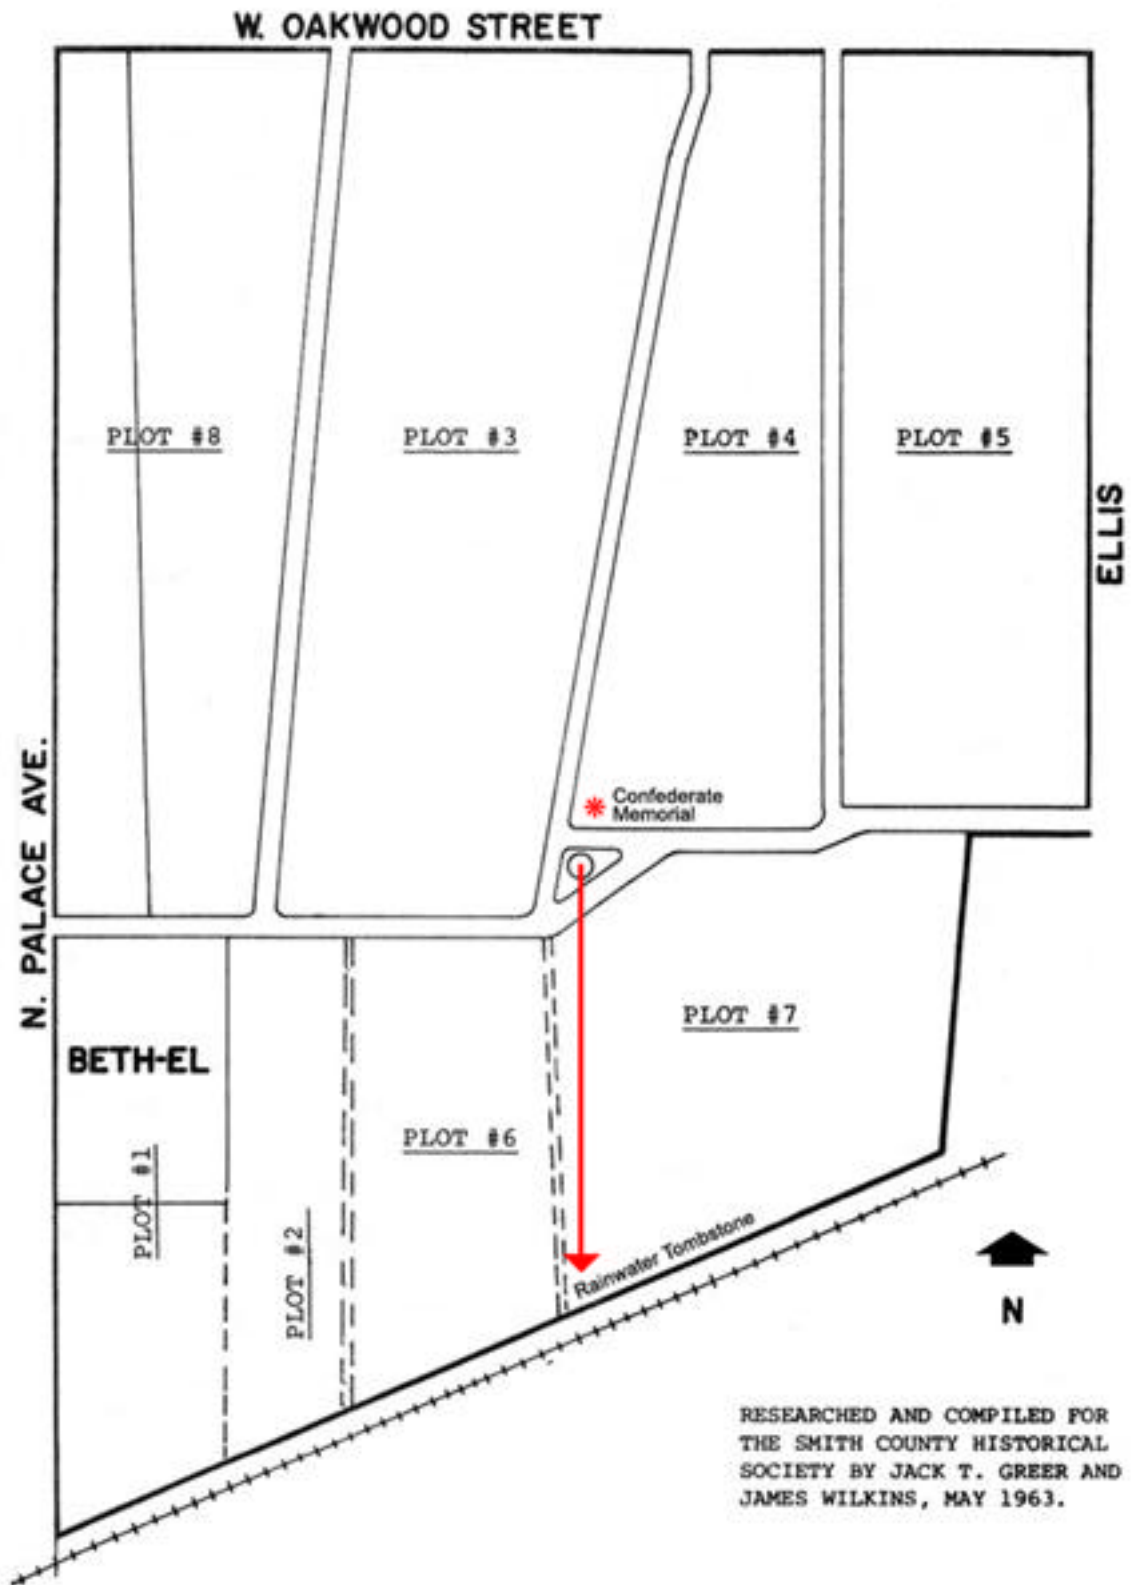 W. OAKWOOD STREET
PLOT #8
PLOT #3
PLOT #4
PLOT #5
ELLIS
N. PALACE AVE.
Confederate
Memorial
PLOT #7
BETH-EL
PLOT #6
PLOT #1
PLOT #2
Rainwater Tombstone
N
RESEARCHED AND COMPILED FOR
THE SMITH COUNTY HISTORICAL
SOCIETY BY JACK T. GREER AND
JAMES WILKINS, MAY 1963.